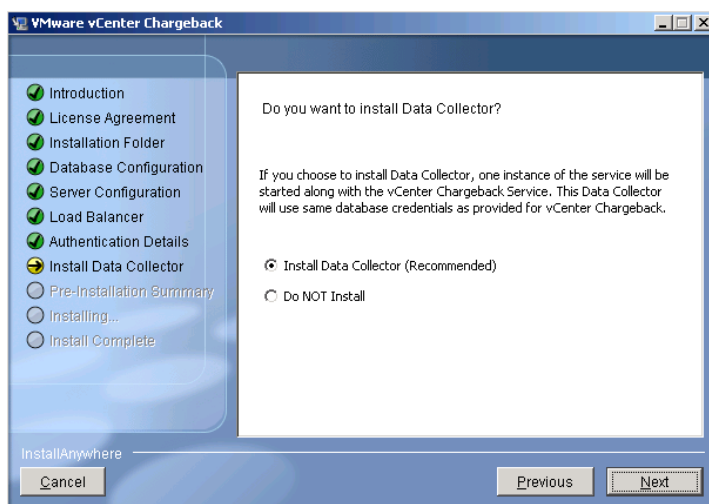 VMware vCenter Chargeback
Introduction
License Agreement
Installation Folder
Database Configuration
Server Configuration
Load Balancer
Authentication Details
Install Data Collector
Pre-Installation Summary
Installing...
Install Complete
Do you want to install Data Collector?
If you choose to install Data Collector, one instance of the service will be
started along with the vCenter Chargeback Service. This Data Collector
will use same database credentials as provided for vCenter Chargeback.
Install Data Collector (Recommended)
Do NOT Install
InstallAnywhere
Cancel
Previous
Next